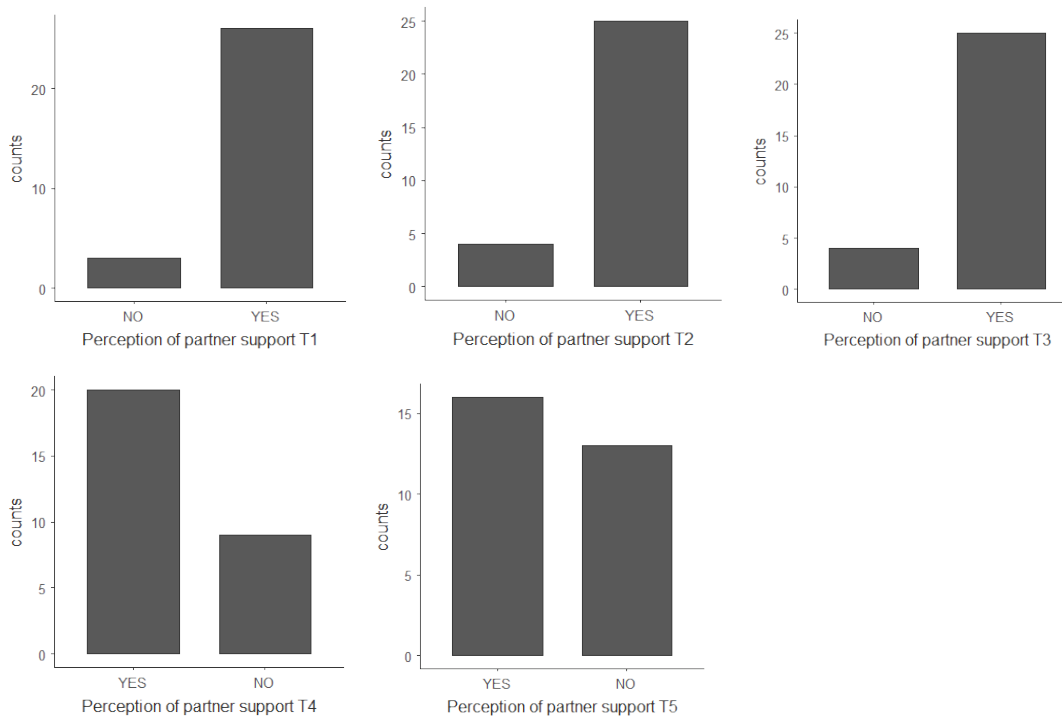 counts
20
10
0
NO YES
Perception of partner support T1
counts
25
20
15
10
5
0
NO YES
Perception of partner support T2
counts
25
20
15
10
5
0
NO YES
Perception of partner support T3
counts
20
15
10
5
0
YES NO
Perception of partner support T4
counts
15
10
5
0
YES NO
Perception of partner support T5